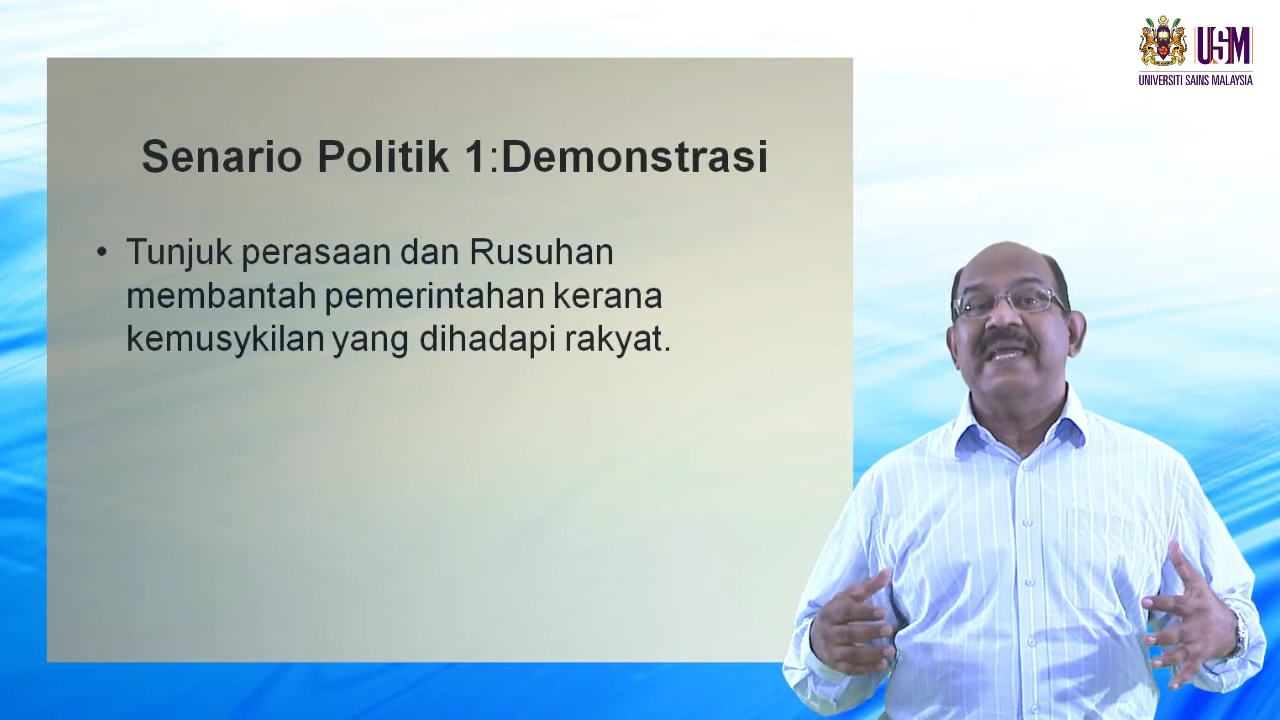 USM
UNIVERSITI SAINS MALAYSIA
Senario Politik 1:Demonstrasi
• Tunjuk perasaan dan Rusuhan
membantah pemerintahan kerana
kemusykilan yang dihadapi rakyat.